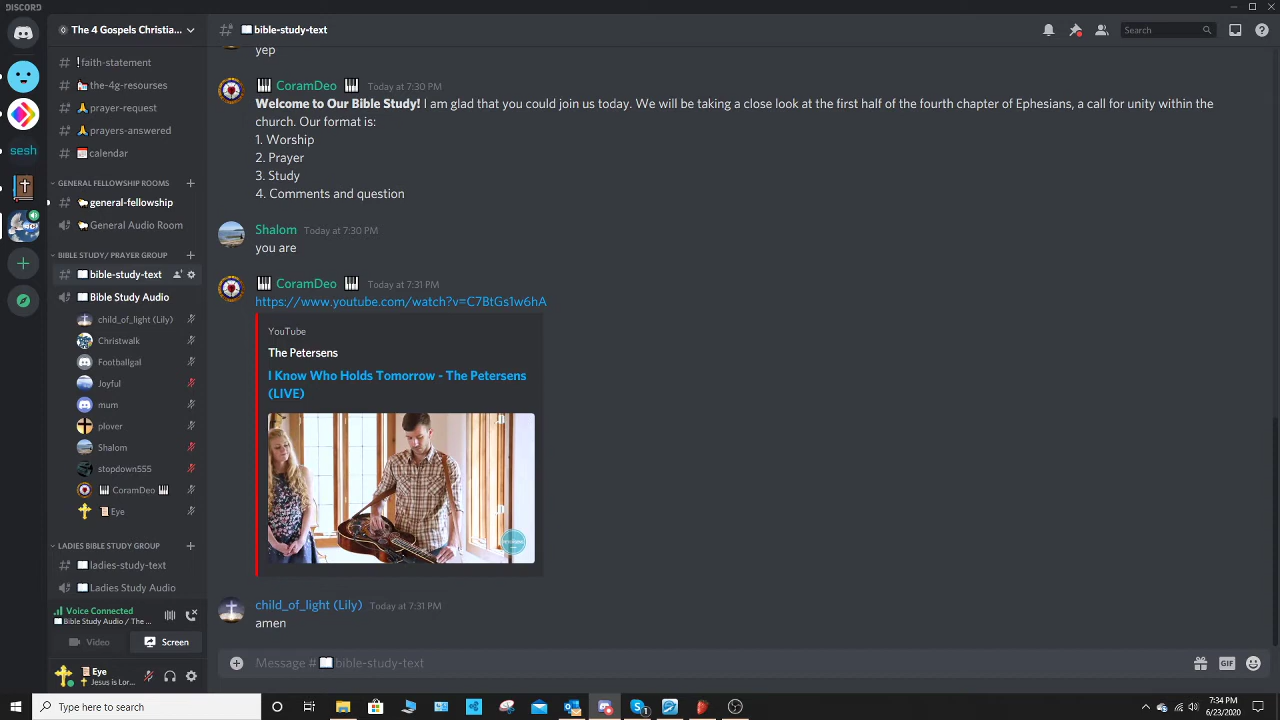 DISCORD
The 4 Gospels Christia...
bible-study-text
Search
faith-statement
the-4g-resourses
prayer-request
prayers-answered
calendar
sesh
GENERAL FELLOWSHIP ROOMS
general-fellowship
General Audio Room
BIBLE STUDY/ PRAYER GROUP
bible-study-text
Bible Study Audio
child_of_light (Lily)
Christwalk
Footballgal
Joyful
mum
plover
Shalom
stopdown555
CoramDeo
Eye
LADIES BIBLE STUDY GROUP
ladies-study-text
Ladies Study Audio
Voice Connected
Bible Study Audio / The ...
Video
Screen
Eye
Jesus is Lor...
yep
CoramDeo Today at 7:30 PM
Welcome to Our Bible Study! I am glad that you could join us today. We will be taking a close look at the first half of the fourth chapter of Ephesians, a call for unity within the
church. Our format is:
1. Worship
2. Prayer
3. Study
4. Comments and question
Shalom Today at 7:30 PM
you are
CoramDeo Today at 7:31 PM
https://www.youtube.com/watch?v=C7BtGs1w6hA
YouTube
The Petersens
I Know Who Holds Tomorrow - The Petersens
(LIVE)
child_of_light (Lily) Today at 7:31 PM
amen
Message # bible-study-text
GIF
Type here to search
7:34 PM
6/23/2020